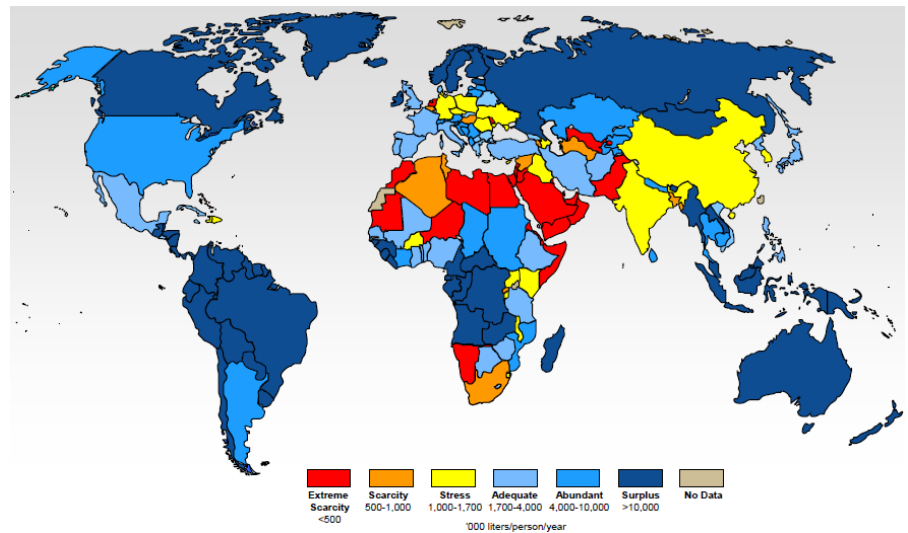 Extreme Scarcity Stress Adequate Abundant Surplus No Data
Scarcity 500-1,000 1,000-1,700 1,700-4,000 4,000-10,000 >10,000
<500
'000 liters/person/year